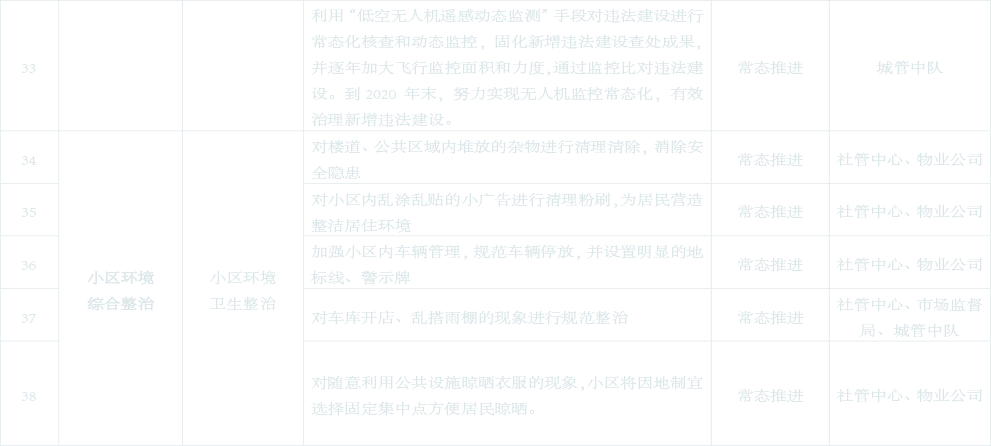 33
利用“低空无人机遥感动态监测”手段对违法建设进行
常态化核查和动态监控，固化新增违法建设查处成果，
并逐年加大飞行监控面积和力度，通过监控比对违法建
设。到 2020 年末，努力实现无人机监控常态化，有效
治理新增违法建设。
常态推进
城管中队
34
对楼道、公共区域内堆放的杂物进行清理清除，消除安
全隐患
常态推进
社管中心、物业公司
35
对小区内乱涂乱贴的小广告进行清理粉刷，为居民营造
整洁居住环境
常态推进
社管中心、物业公司
36
加强小区内车辆管理，规范车辆停放，并设置明显的地
标线、警示牌
常态推进
社管中心、物业公司
小区环境
综合整治
小区环境
卫生整治
37
对车库开店、乱搭雨棚的现象进行规范整治
常态推进
社管中心、市场监督
局、城管中队
38
对随意利用公共设施晾晒衣服的现象，小区将因地制宜
选择固定集中点方便居民晾晒。
常态推进
社管中心、物业公司